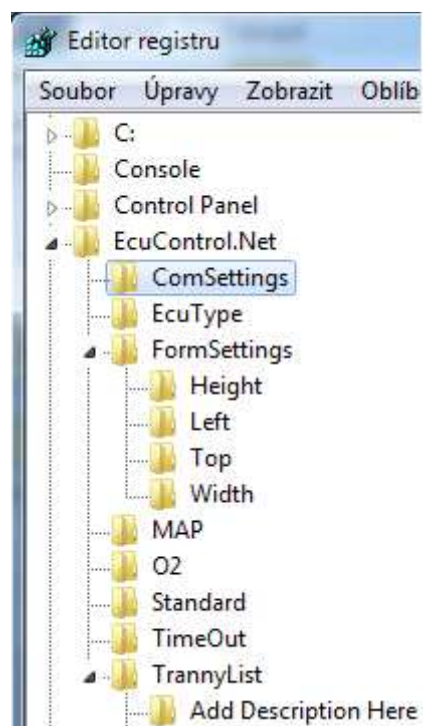 Editor registru
Soubor Úpravy Zobrazit Oblíb
C:
Console
Control Panel
EcuControl.Net
ComSettings
EcuType
FormSettings
Height
Left
Top
Width
MAP
O2
Standard
TimeOut
TrannyList
Add Description Here